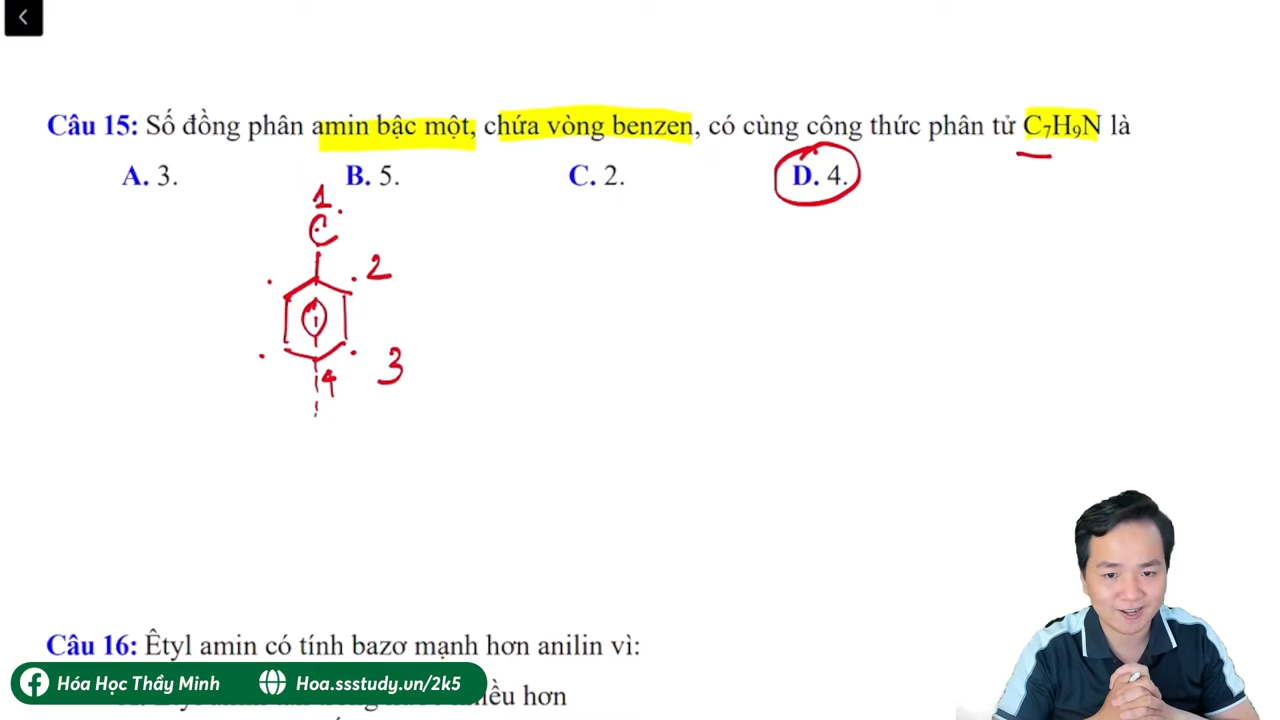 Câu 15: Số đồng phân amin bậc một, chứa vòng benzen, có cùng công thức phân tử C₇H₉N là
A. 3. B. 5. C. 2. D. 4.
1
C
2
3
4
Câu 16: Êtyl amin có tính bazơ mạnh hơn anilin vì:
Hóa Học Thầy Minh Hoa.ssstudy.vn/2k5
hơn